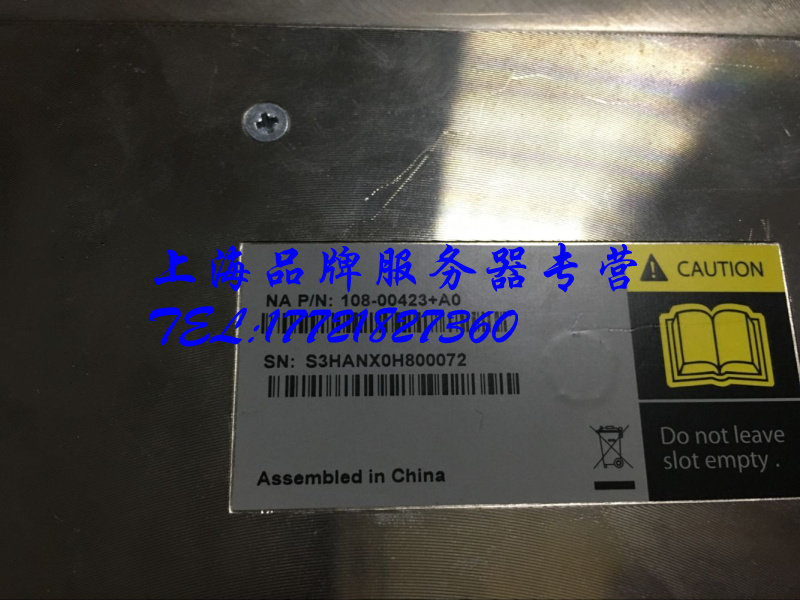 上海品牌服务器专营
CAUTION
NA P/N: 108-00423+A0
TEL:17721827360
SN: S3HANX0H800072
Do not leave
slot empty .
Assembled in China